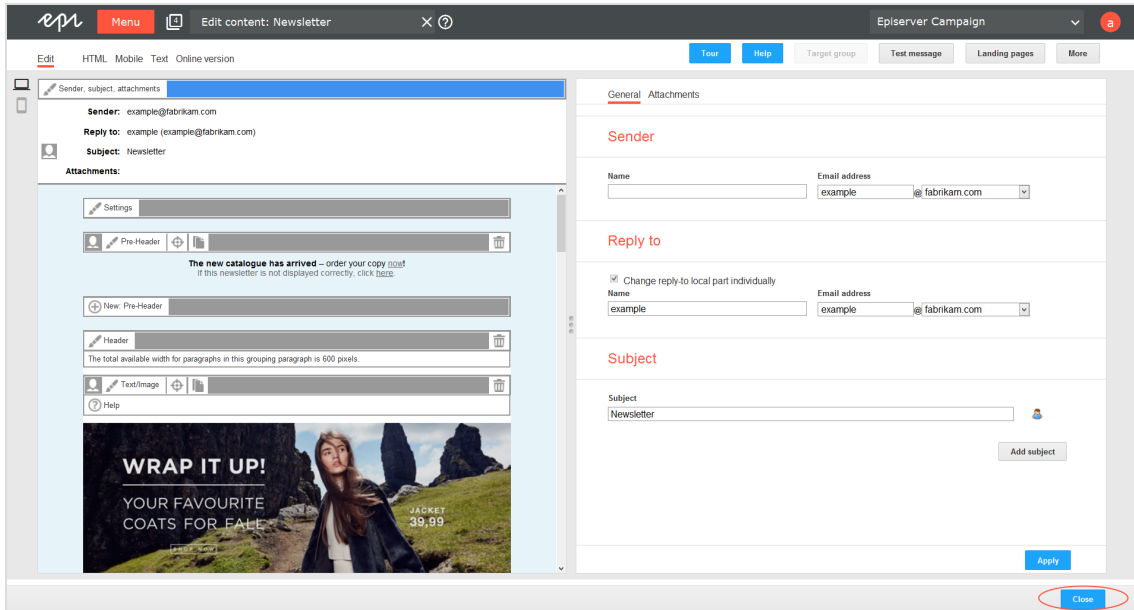 epi Menu 4 Edit content: Newsletter Episerver Campaign a
Edit HTML Mobile Text Online version Tour Help Target group Test message Landing pages More
Sender, subject, attachments
Sender: example@fabrikam.com
Reply to: example (example@fabrikam.com)
Subject: Newsletter
Attachments:
Settings
Pre-Header
The new catalogue has arrived – order your copy now!
If this newsletter is not displayed correctly, click here.
New: Pre-Header
Header
The total available width for paragraphs in this grouping paragraph is 600 pixels.
Text/Image
Help
WRAP IT UP!
YOUR FAVOURITE
COATS FOR FALL
SHOP NOW
JACKET
39,99
General Attachments
Sender
Name Email address
example @ fabrikam.com
Reply to
Change reply-to local part individually
Name Email address
example example @ fabrikam.com
Subject
Subject
Newsletter
Add subject
Apply
Close